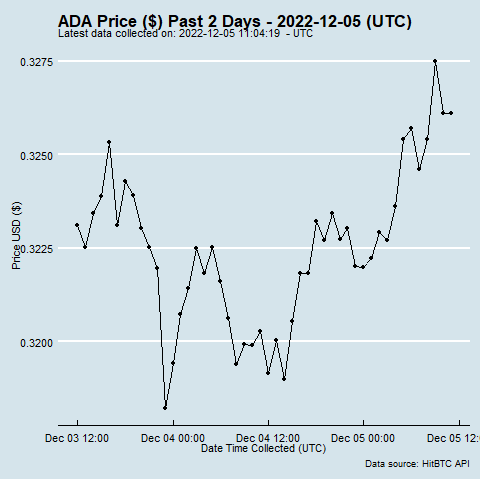 ADA Price ($) Past 2 Days - 2022-12-05 (UTC)
Latest data collected on: 2022-12-05 11:04:19 - UTC
0.3275
0.3250
0.3225
0.3200
Price USD ($)
Dec 03 12:00 Dec 04 00:00 Dec 04 12:00 Dec 05 00:00 Dec 05 12:0
Date Time Collected (UTC)
Data source: HitBTC API